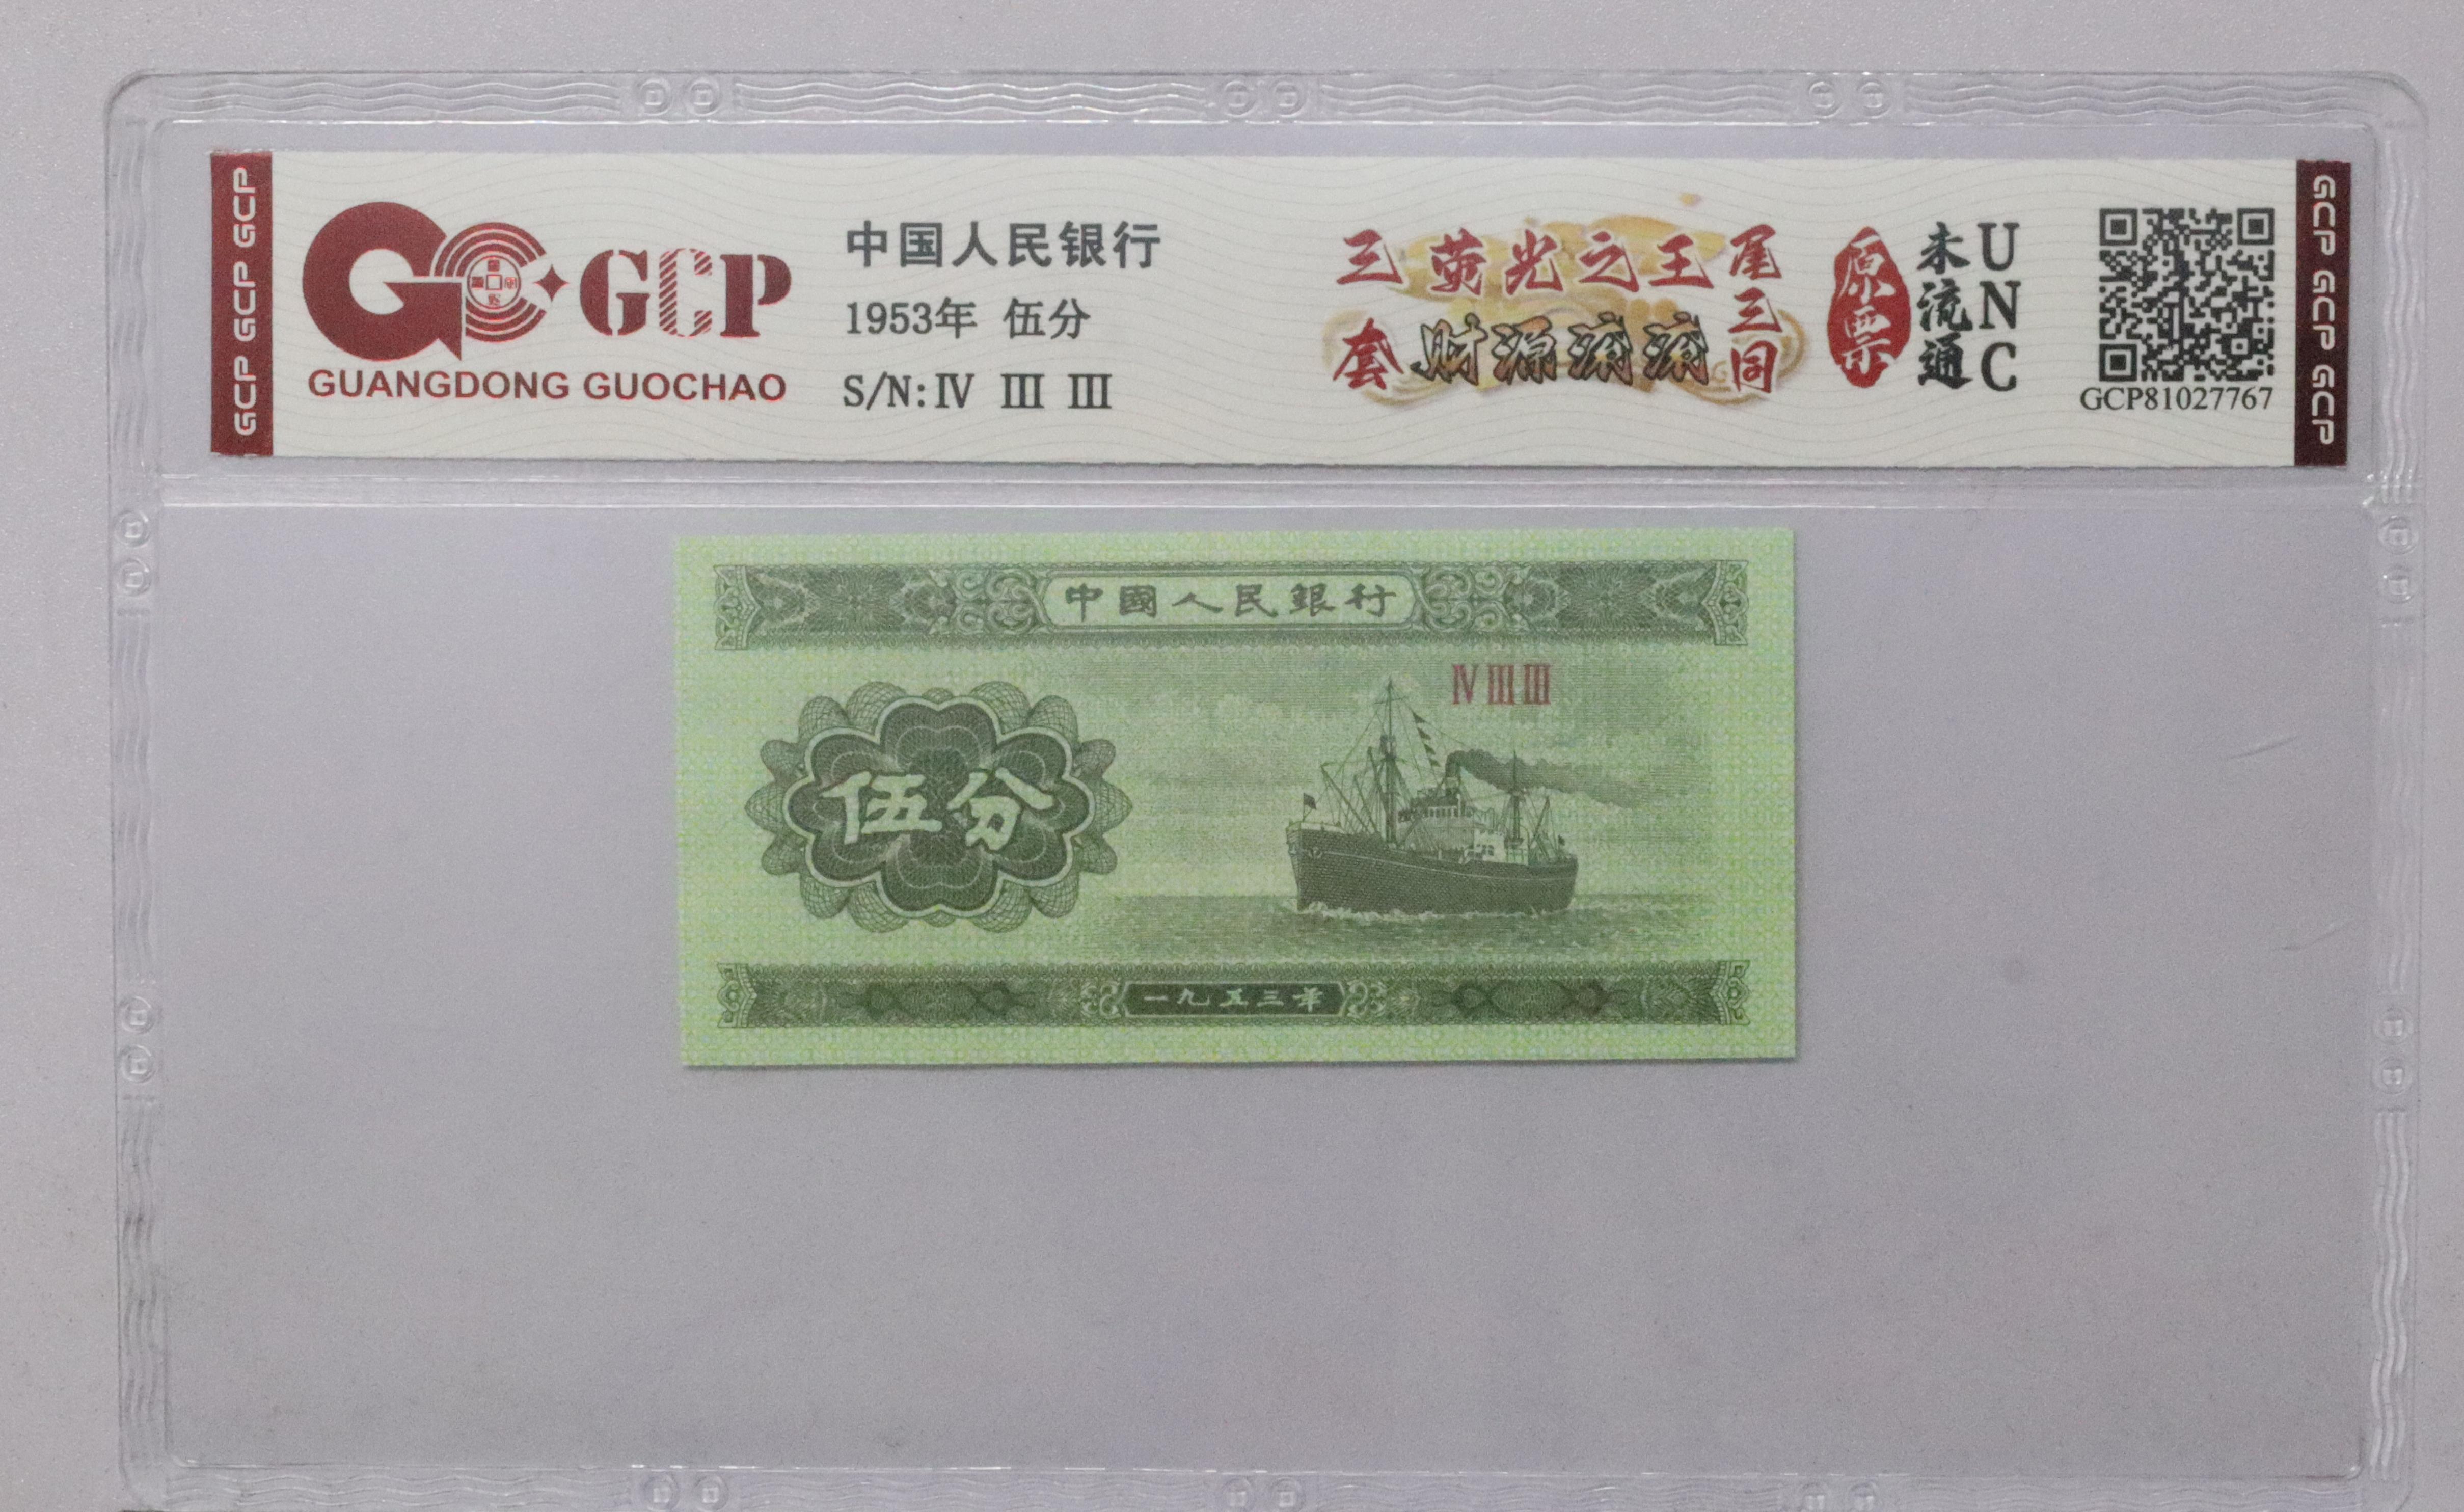 GCP GCP GCP
GCP
GUANGDONG GUOCHAO
中国人民银行
1953年 伍分
S/N:Ⅳ Ⅲ Ⅲ
三套
荧光之王
财源滚滚
尾三同
原票
未流通
UNC
GCP81027767
GCP GCP GCP
中國人民銀行
Ⅳ Ⅲ Ⅲ
伍分
一九五三年